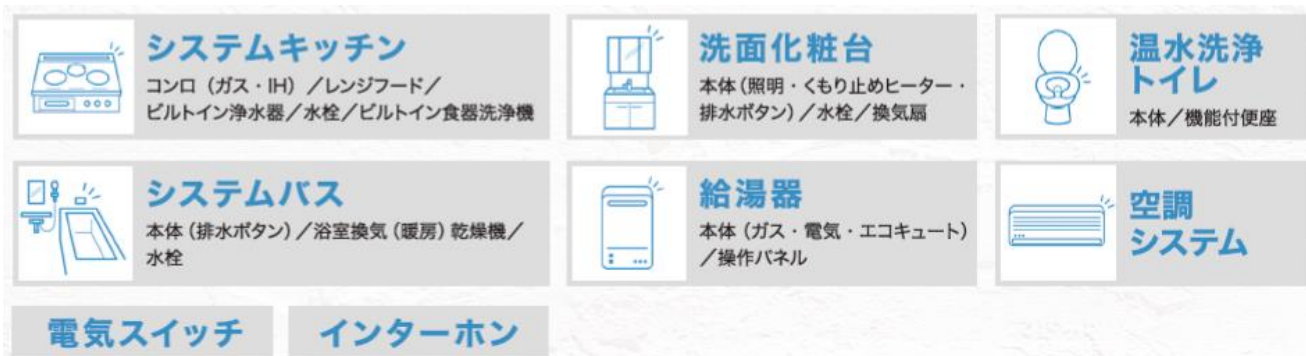 システムキッチン
コンロ（ガス・IH）／レンジフード／
ビルトイン浄水器／水栓／ビルトイン食器洗浄機
洗面化粧台
本体（照明・くもり止めヒーター・
排水ボタン）／水栓／換気扇
温水洗浄
トイレ
本体／機能付便座
システムバス
本体（排水ボタン）／浴室換気（暖房）乾燥機／
水栓
給湯器
本体（ガス・電気・エコキュート）
／操作パネル
空調
システム
電気スイッチ
インターホン